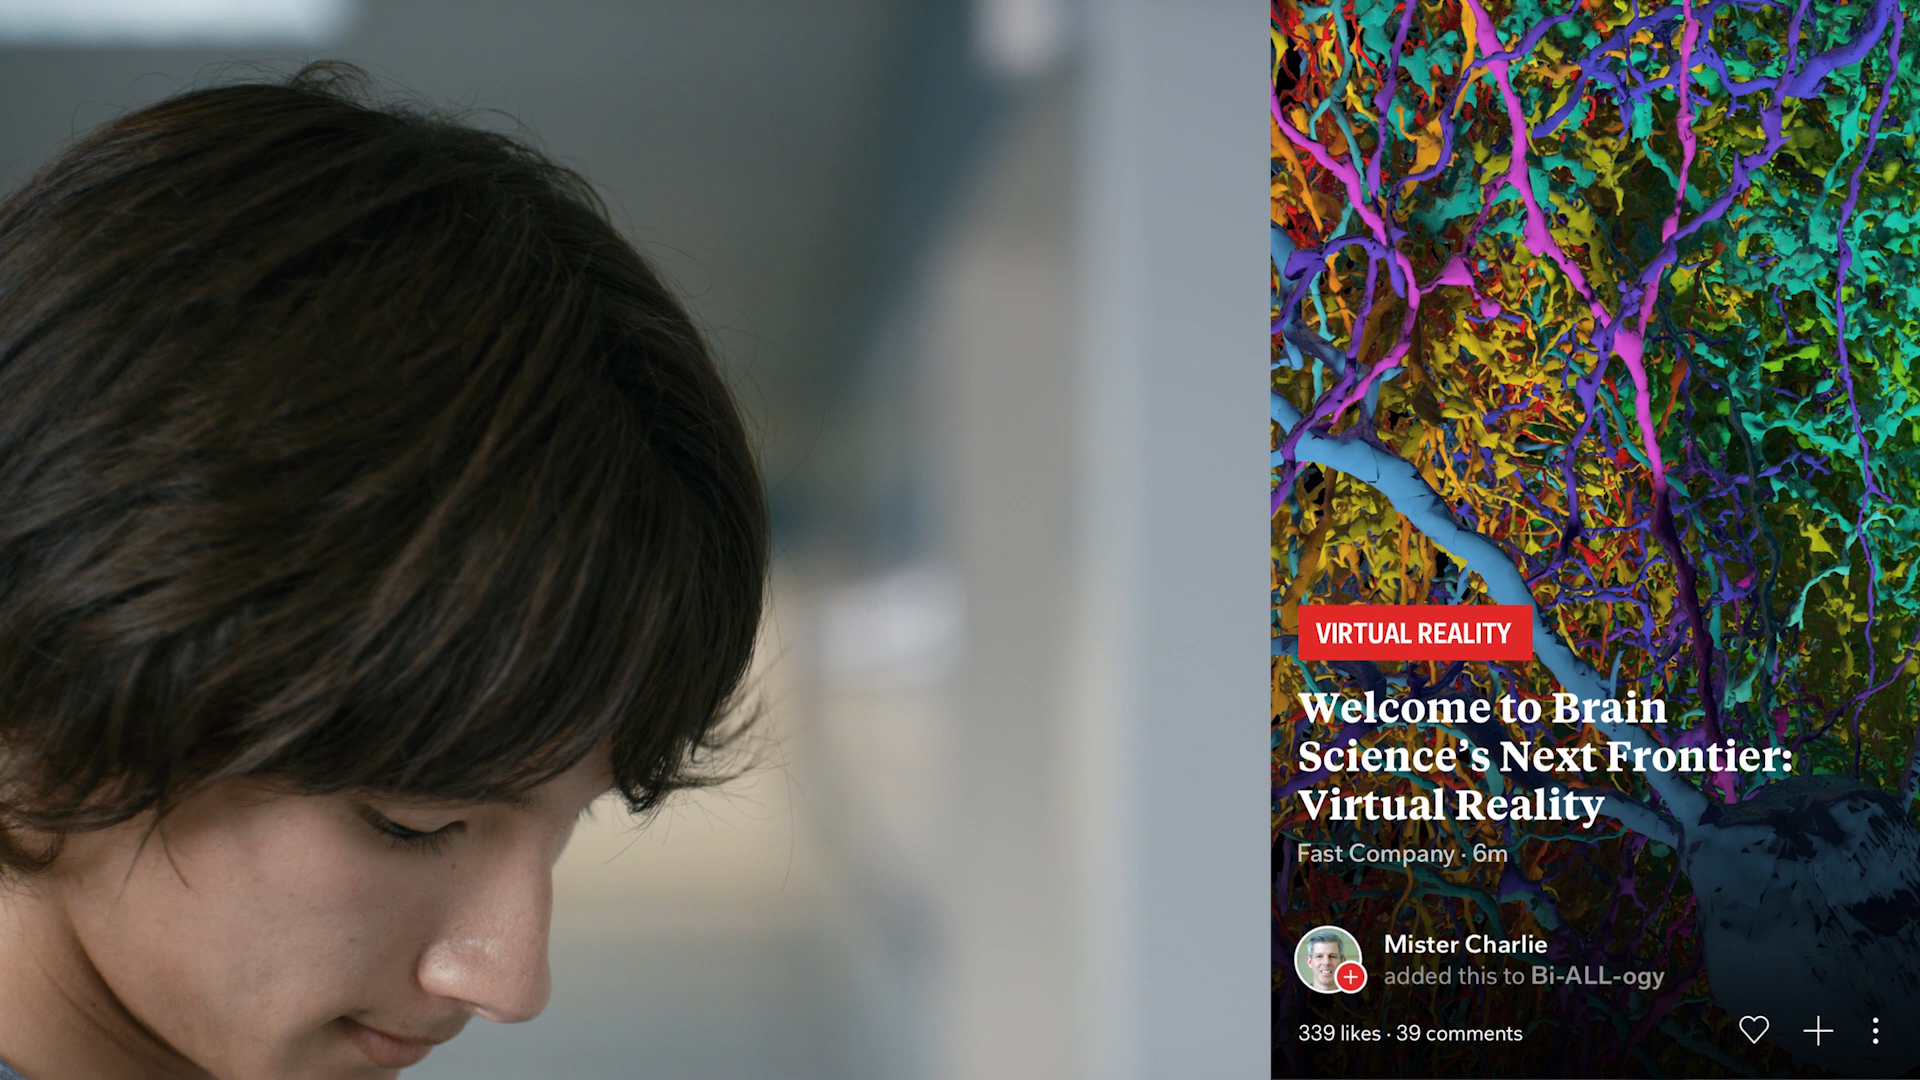 VIRTUAL REALITY
Welcome to Brain
Science’s Next Frontier:
Virtual Reality
Fast Company · 6m
Mister Charlie
added this to Bi-ALL-ogy
339 likes · 39 comments